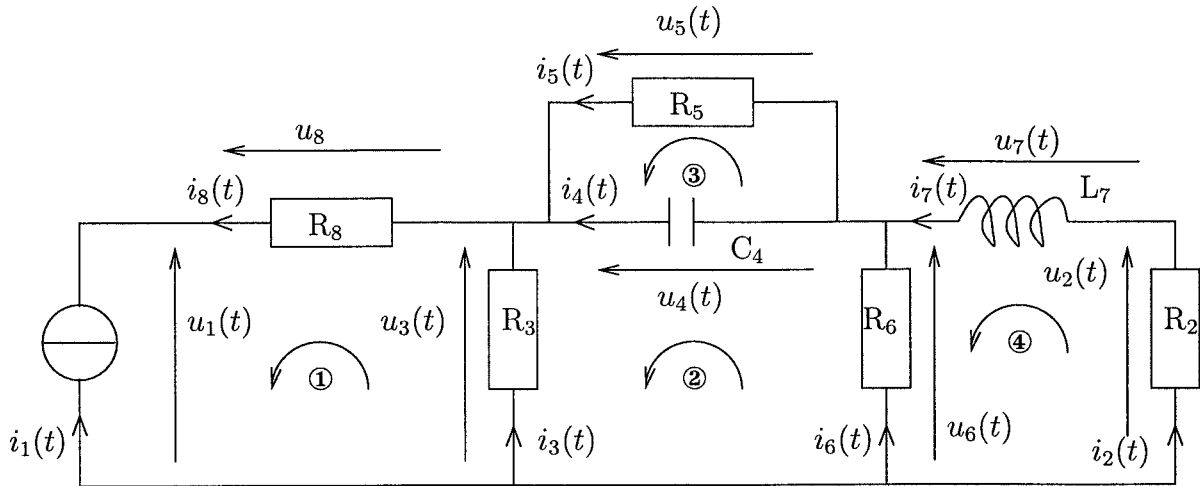 u₅(t)
i₅(t)
R₅
u₈
③
u₇(t)
i₈(t)
i₄(t)
i₇(t)
L₇
R₈
C₄
u₄(t)
u₂(t)
u₁(t)
u₃(t)
R₃
R₆
R₂
①
②
④
i₁(t)
i₃(t)
i₆(t)
u₆(t)
i₂(t)